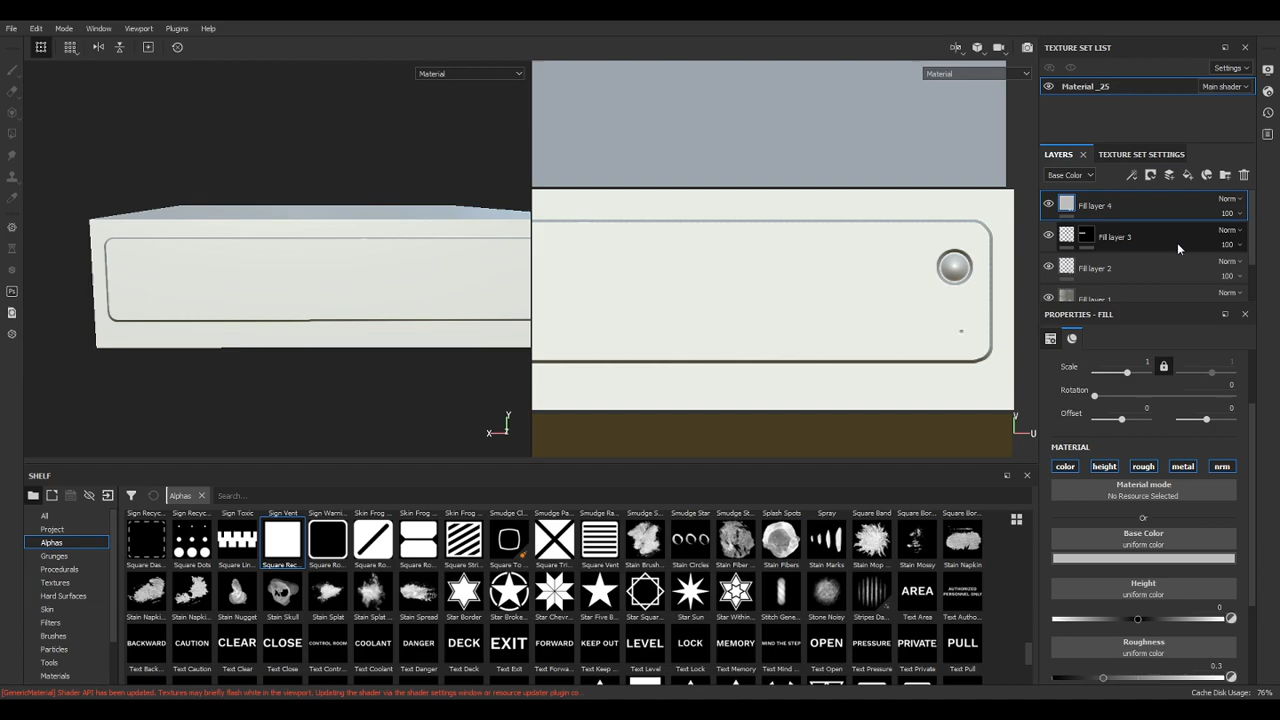 File Edit Mode Window Viewport Plugins Help
Material
Material
Y
X
Z
V
U
TEXTURE SET LIST
Settings
Material _25
Main shader
LAYERS
TEXTURE SET SETTINGS
Base Color
Fill layer 4
Norm
100
Fill layer 3
Norm
100
Fill layer 2
Norm
100
Fill layer 1
Norm
PROPERTIES - FILL
Scale
1
1
Rotation
0
Offset
0
0
MATERIAL
color height rough metal nrm
Material mode
No Resource Selected
Or
Base Color
uniform color
Height
uniform color
0
Roughness
uniform color
0.3
SHELF
Alphas
Search...
All
Project
Alphas
Grunges
Procedurals
Textures
Hard Surfaces
Skin
Filters
Brushes
Particles
Tools
Materials
Sign Recyc... Sign Recyc... Sign Toxic Sign Vent Sign Warni... Skin Frog ... Skin Frog ... Skin Frog ... Smudge Cl... Smudge Pa... Smudge Ra... Smudge Star Smudge St... Splash Spots Spray Square Band Square Bor... Square Bor... Square Bor...
Square Das... Square Dots Square Lin... Square Rec... Square Ro... Square Ro... Square Ro... Square Stri... Square To... Square Tri... Square Vent Stain Brush... Stain Circles Stain Fibers Stain Marks Stain Mop ... Stain Mossy Stain Napki...
AREA
AUTHORIZED PERSONNEL ONLY
Stain Napki... Stain Napki... Stain Nugget Stain Skull Stain Splat Stain Splat ... Stain Spread Star Border Star Broke... Star Chevr... Star Four ... Star Octag... Star Sun Star Wind ... Stitch Gene... Stonework Stripes Da... Text Area Text Autho...
BACKWARD CAUTION CLEAR CLOSE CONTROL ROOM COOLANT DANGER DECK EXIT FORWARD KEEP OUT LEVEL LOCK MEMORY MIND THE STEP OPEN PRESSURE PRIVATE PULL
Text Back... Text Caution Text Clear Text Close Text Control... Text Coolant Text Danger Text Deck Text Exit Text Forwa... Text Keep ... Text Level Text Lock Text Memory Text Mind ... Text Open Text Pressure Text Private Text Pull
[GenericMaterial] Shader API has been updated. Textures may briefly flash white in the viewport. Updating the shader via the shader settings window or resource updater plugin co...
Cache Disk Usage: 76%